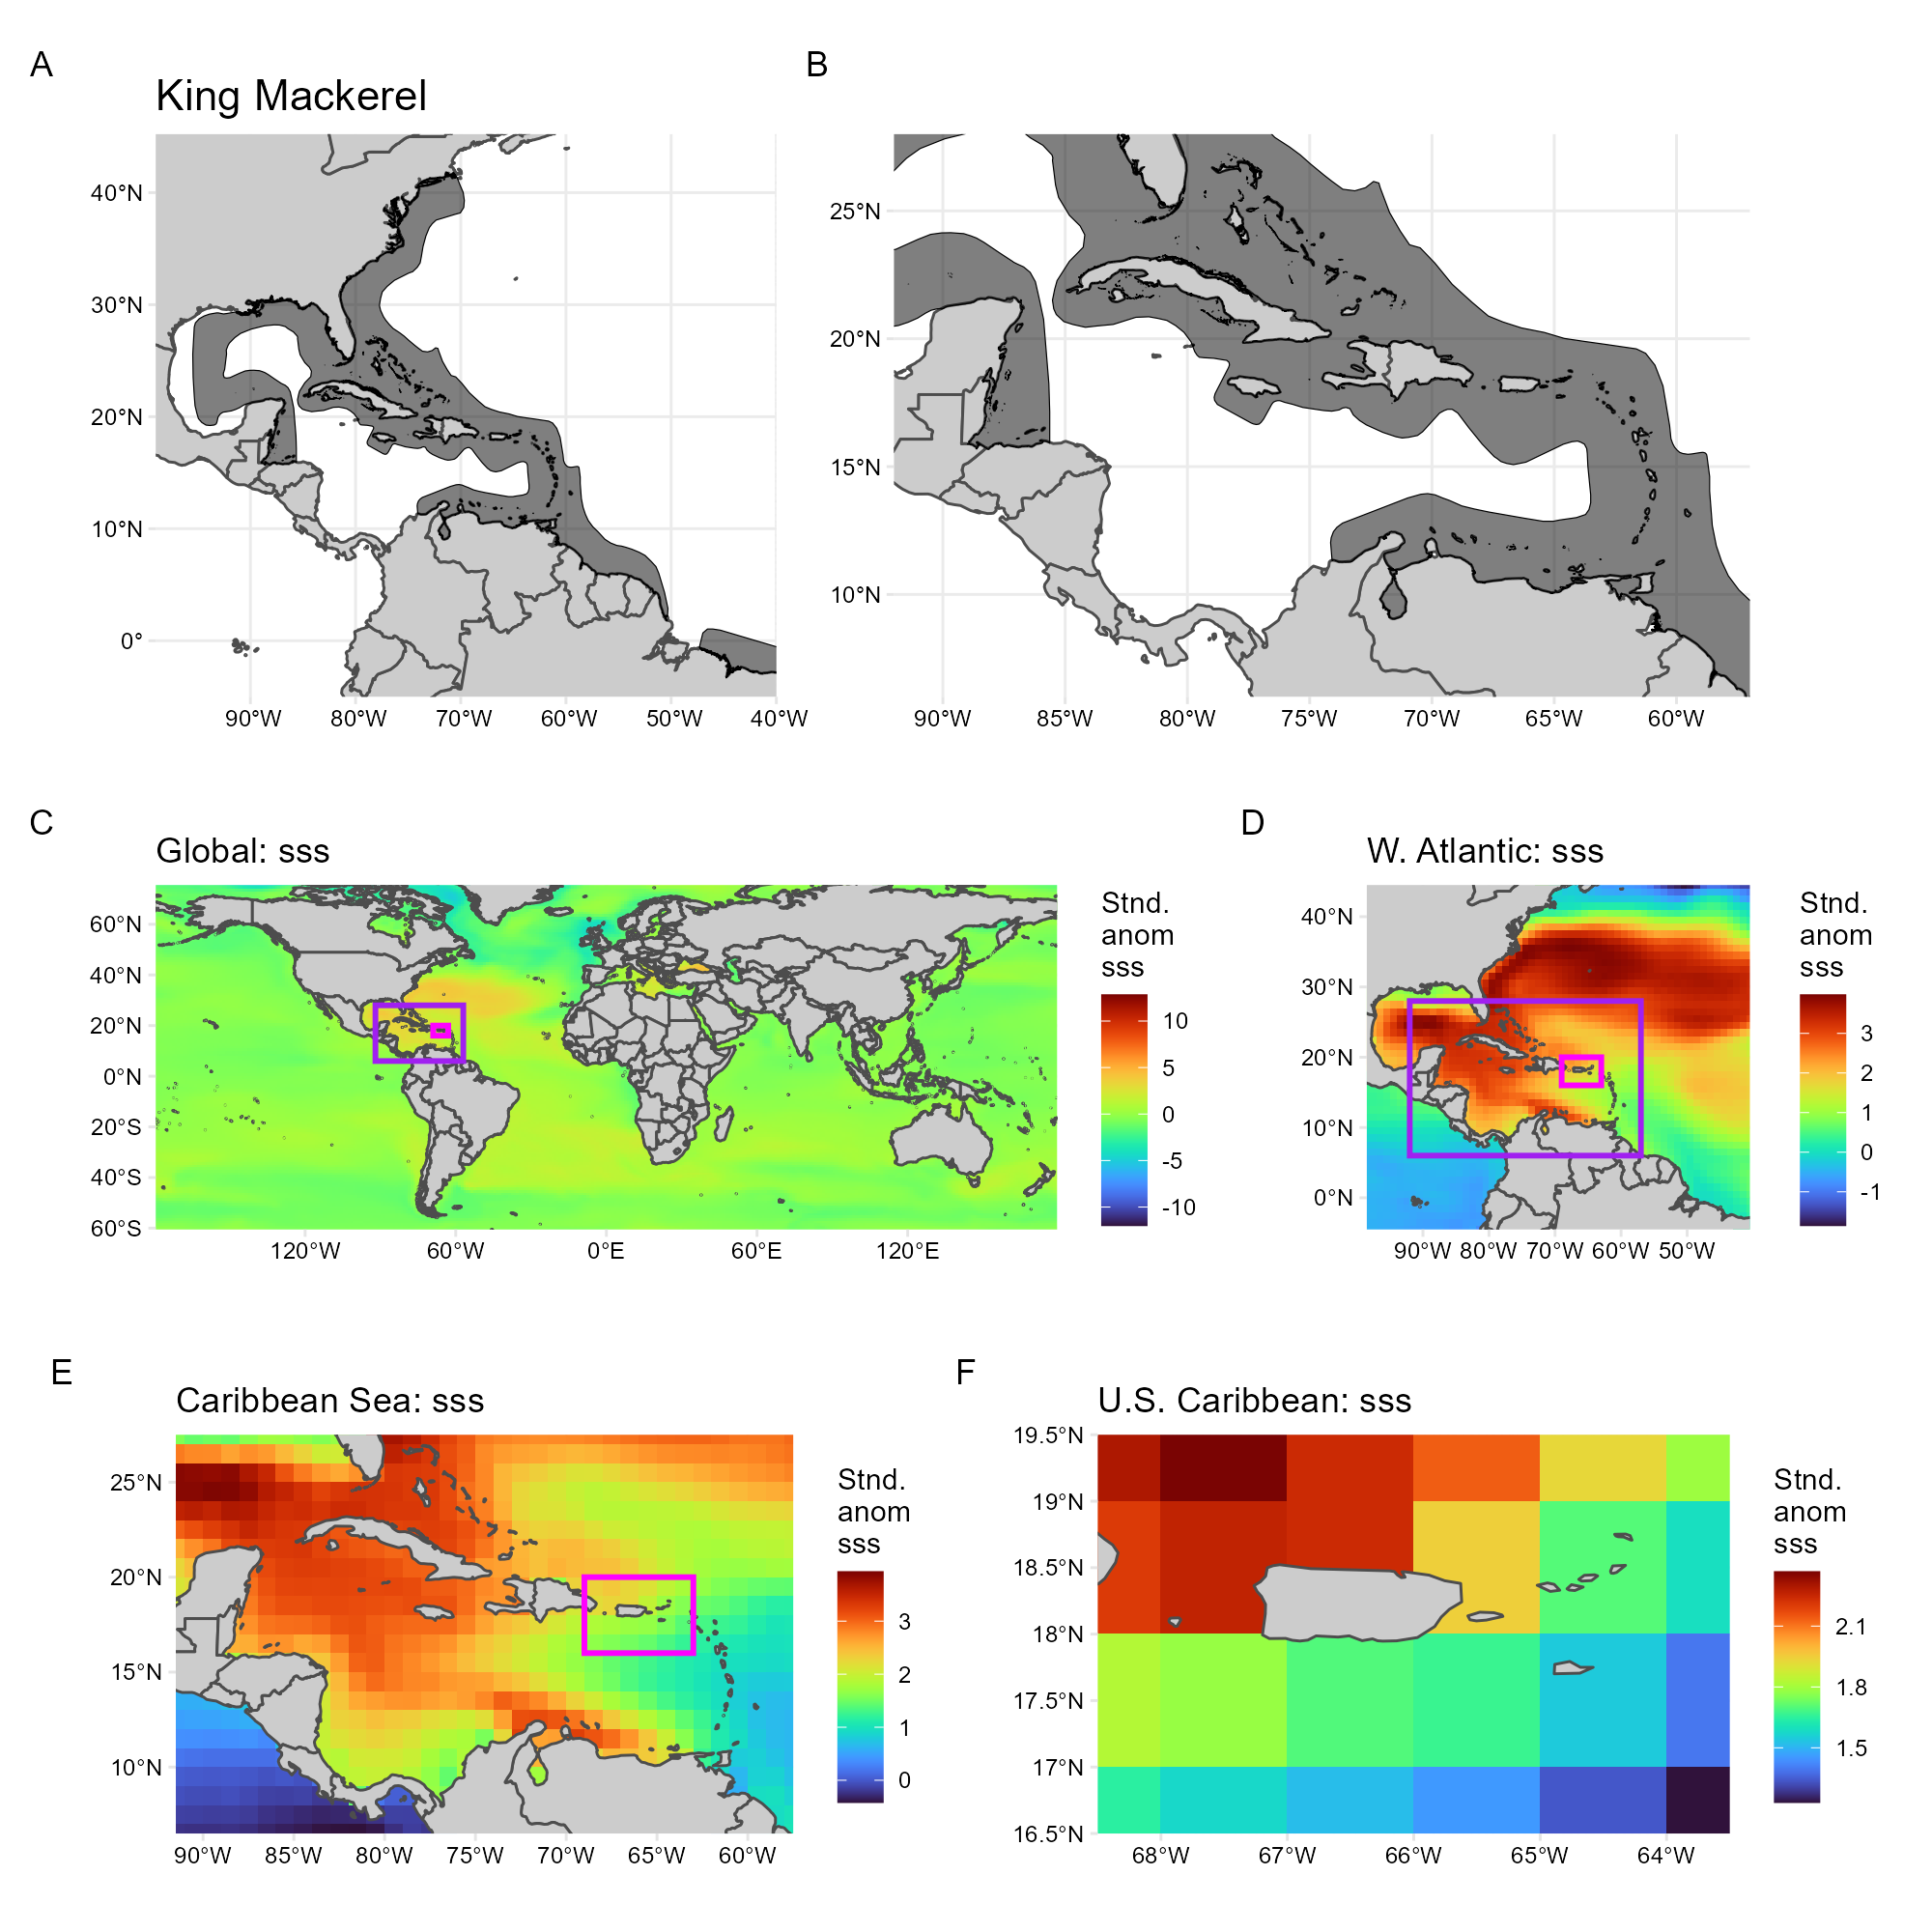 A
King Mackerel
40°N
30°N
20°N
10°N
0°
90°W 80°W 70°W 60°W 50°W 40°W
B
25°N
20°N
15°N
10°N
90°W 85°W 80°W 75°W 70°W 65°W 60°W
C
Global: sss
60°N
40°N
20°N
0°N
20°S
40°S
60°S
120°W 60°W 0°E 60°E 120°E
Stnd.
anom
sss
10
5
0
-5
-10
D
W. Atlantic: sss
40°N
30°N
20°N
10°N
0°N
90°W 80°W 70°W 60°W 50°W
Stnd.
anom
sss
3
2
1
0
-1
E
Caribbean Sea: sss
25°N
20°N
15°N
10°N
90°W 85°W 80°W 75°W 70°W 65°W 60°W
Stnd.
anom
sss
3
2
1
0
F
U.S. Caribbean: sss
19.5°N
19°N
18.5°N
18°N
17.5°N
17°N
16.5°N
68°W 67°W 66°W 65°W 64°W
Stnd.
anom
sss
2.1
1.8
1.5